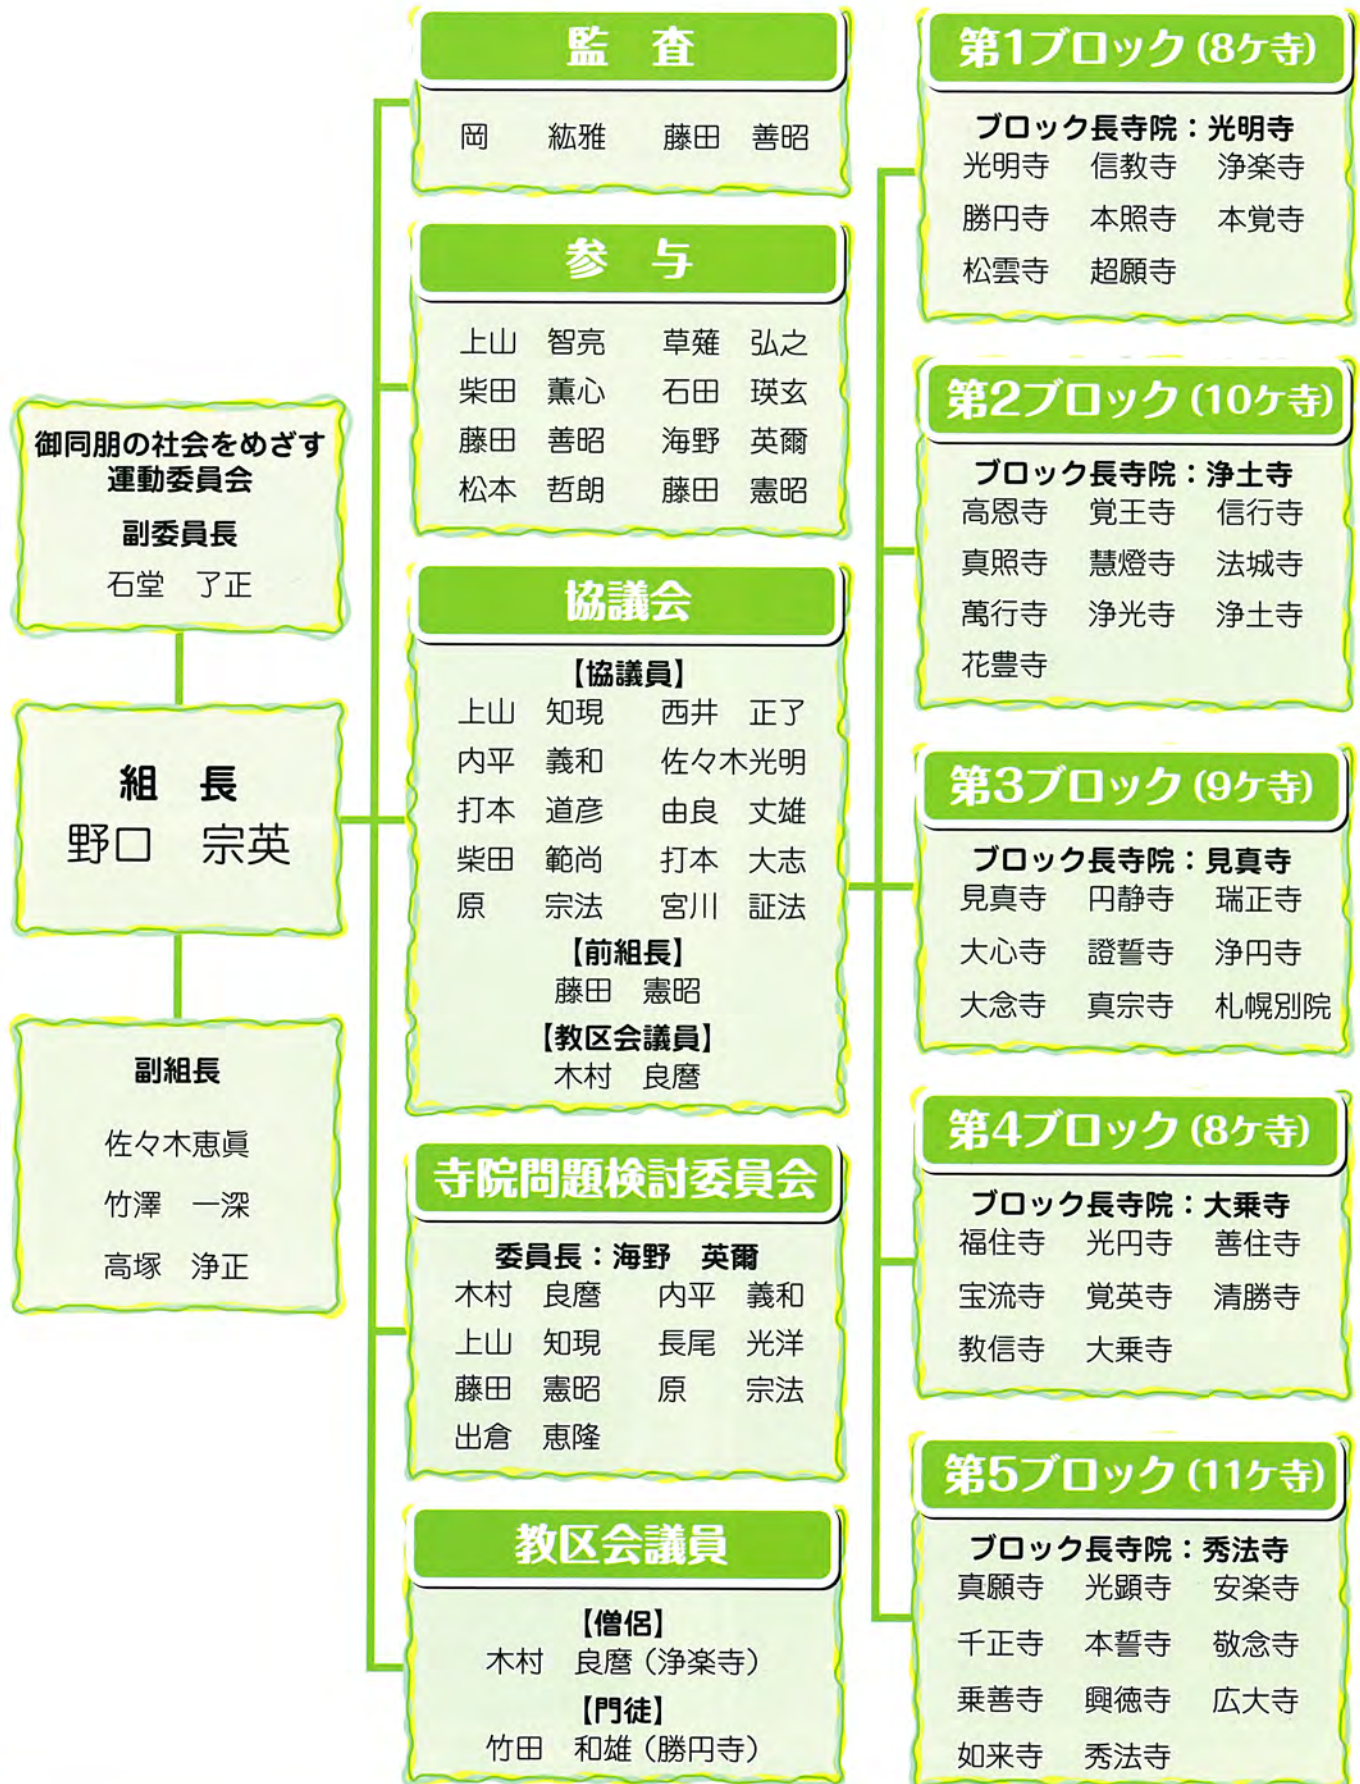 御同朋の社会をめざす
運動委員会
副委員長
石堂　了正
組　長
野口　宗英
副組長
佐々木恵眞
竹澤　一深
高塚　浄正
監　査
岡　　紘雅　藤田　善昭
参　与
上山　智亮　草薙　弘之
柴田　薫心　石田　瑛玄
藤田　善昭　海野　英爾
松本　哲朗　藤田　憲昭
協議会
【協議員】
上山　知現　西井　正了
内平　義和　佐々木光明
打本　道彦　由良　丈雄
柴田　範尚　打本　大志
原　　宗法　宮川　証法
【前組長】
藤田　憲昭
【教区会議員】
木村　良麿
寺院問題検討委員会
委員長：海野　英爾
木村　良麿　内平　義和
上山　知現　長尾　光洋
藤田　憲昭　原　　宗法
出倉　恵隆
教区会議員
【僧侶】
木村　良麿（浄楽寺）
【門徒】
竹田　和雄（勝円寺）
第1ブロック（8ケ寺）
ブロック長寺院：光明寺
光明寺　信教寺　浄楽寺
勝円寺　本照寺　本覚寺
松雲寺　超願寺
第2ブロック（10ケ寺）
ブロック長寺院：浄土寺
高恩寺　覚王寺　信行寺
真照寺　慧燈寺　法城寺
萬行寺　浄光寺　浄土寺
花豊寺
第3ブロック（9ケ寺）
ブロック長寺院：見真寺
見真寺　円静寺　瑞正寺
大心寺　證誓寺　浄円寺
大念寺　真宗寺　札幌別院
第4ブロック（8ケ寺）
ブロック長寺院：大乗寺
福住寺　光円寺　善住寺
宝流寺　覚英寺　清勝寺
教信寺　大乗寺
第5ブロック（11ケ寺）
ブロック長寺院：秀法寺
真願寺　光顕寺　安楽寺
千正寺　本誓寺　敬念寺
乗善寺　興徳寺　広大寺
如来寺　秀法寺